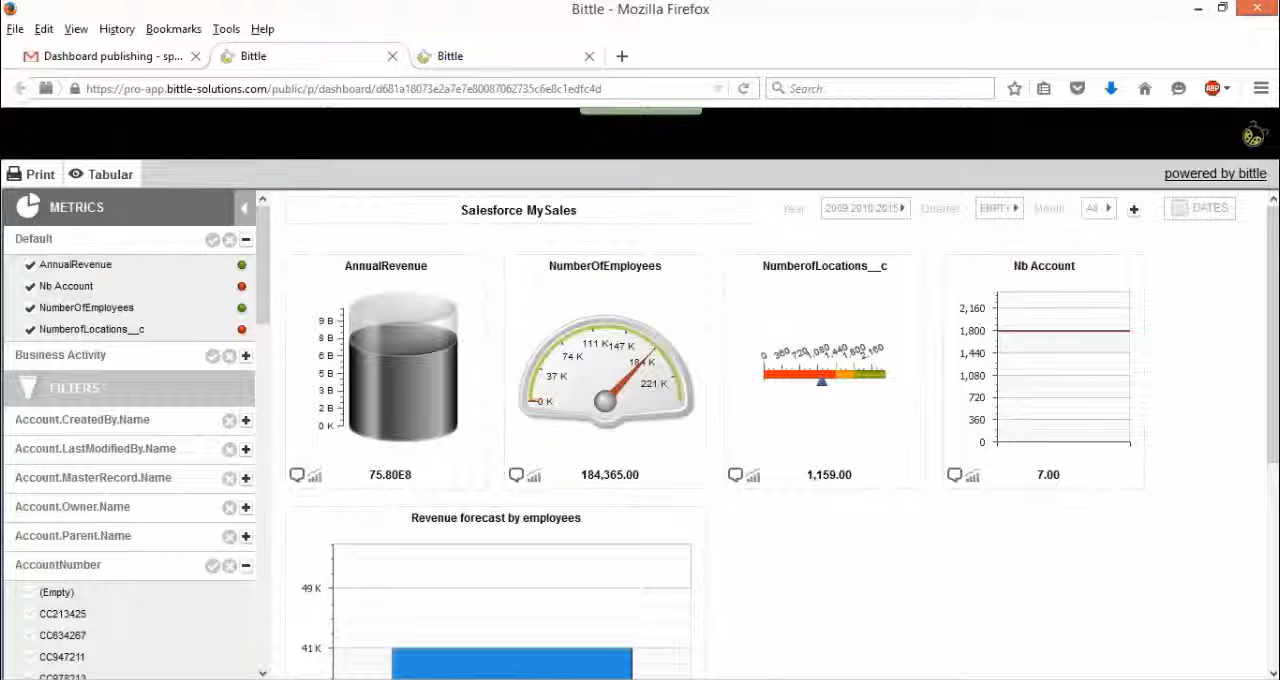 Bittle - Mozilla Firefox
File Edit View History Bookmarks Tools Help
Dashboard publishing - sp... Bittle Bittle
https://pro-app.bittle-solutions.com/public/p/dashboard/d681a18073e2a7e7e80087062735c6e8c1edfc4d Search
ABP
Print Tabular powered by bittle
METRICS
Default
AnnualRevenue
Nb Account
NumberOfEmployees
NumberofLocations__c
Business Activity
FILTERS
Account.CreatedBy.Name
Account.LastModifiedBy.Name
Account.MasterRecord.Name
Account.Owner.Name
Account.Parent.Name
AccountNumber
(Empty)
CC213425
CC634267
CC947211
CC978213
Salesforce MySales
Year 2009,2010,2015 Quarter Month All DATES
AnnualRevenue
9 B
8 B
6 B
5 B
3 B
2 B
0 K
75.80E8
NumberOfEmployees
0 K 37 K 74 K 111 K 147 K 184 K 221 K
184,365.00
NumberofLocations__c
0 360 720 1,080 1,440 1,800 2,160
1,159.00
Nb Account
2,160
1,800
1,440
1,080
720
360
0
7.00
Revenue forecast by employees
49 K
41 K